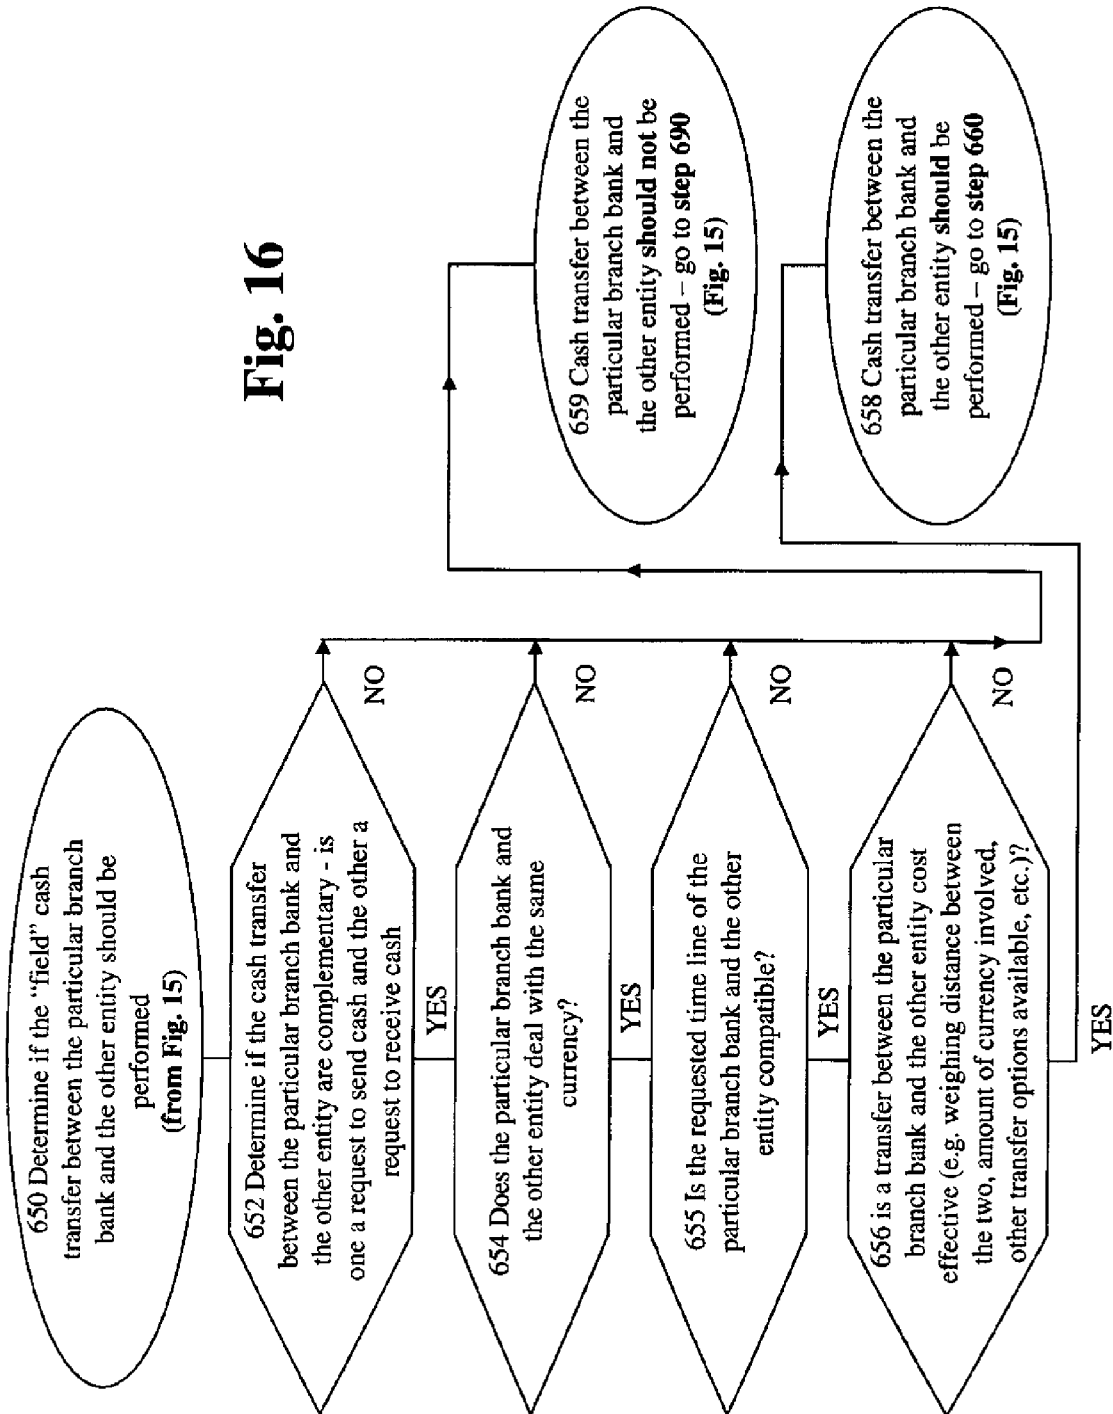 Fig. 16
650 Determine if the “field” cash
transfer between the particular branch
bank and the other entity should be
performed
(from Fig. 15)
652 Determine if the cash transfer
between the particular branch bank and
the other entity are complementary - is
one a request to send cash and the other a
request to receive cash
NO
YES
654 Does the particular branch bank and
the other entity deal with the same
currency?
NO
YES
655 Is the requested time line of the
particular branch bank and the other
entity compatible?
NO
YES
656 is a transfer between the particular
branch bank and the other entity cost
effective (e.g. weighing distance between
the two, amount of currency involved,
other transfer options available, etc.)?
NO
YES
659 Cash transfer between the
particular branch bank and
the other entity should not be
performed – go to step 690
(Fig. 15)
658 Cash transfer between the
particular branch bank and
the other entity should be
performed – go to step 660
(Fig. 15)